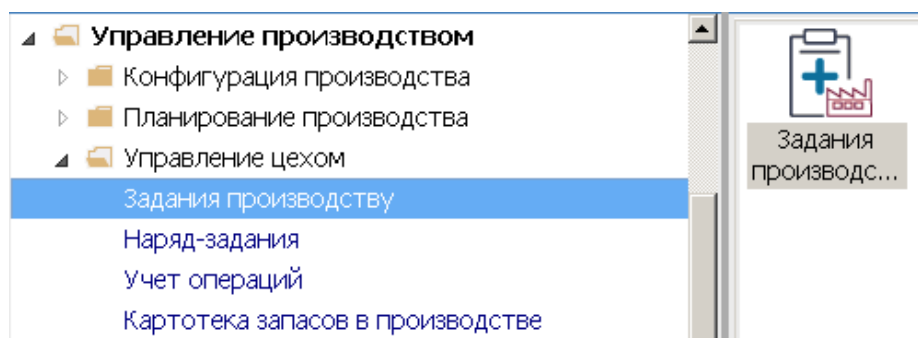 Управление производством
Конфигурация производства
Планирование производства
Управление цехом
Задания производству
Наряд-задания
Учет операций
Картотека запасов в производстве
Задания
производс...